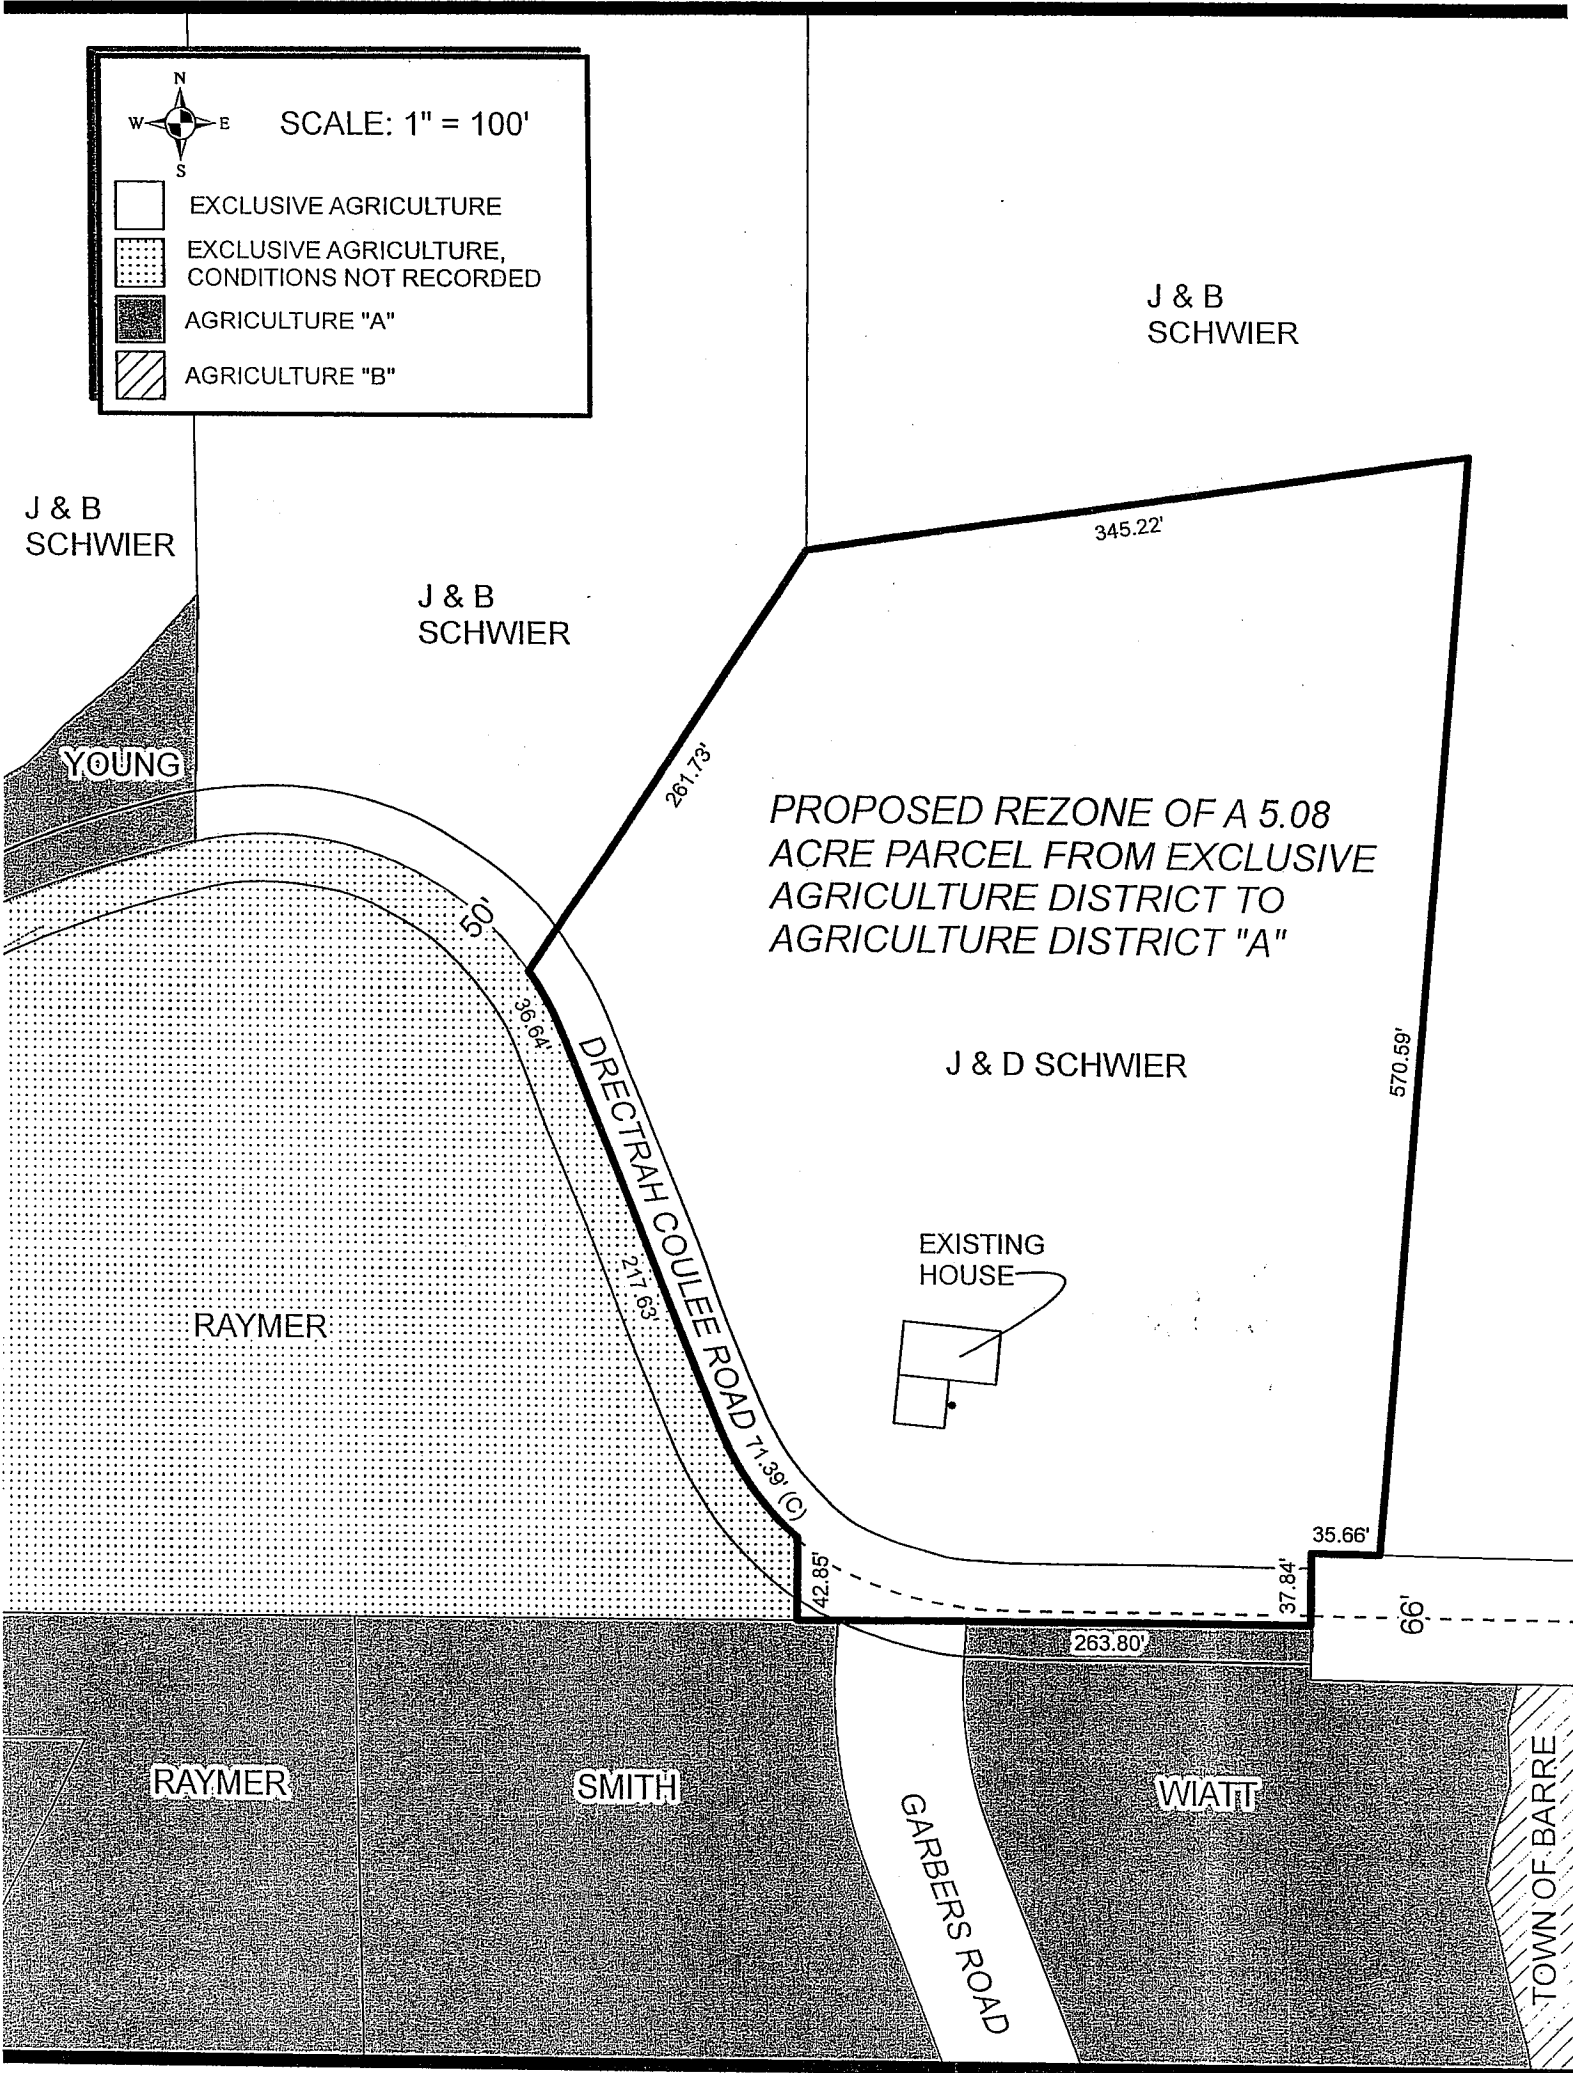 N
W E
S
SCALE: 1" = 100'
EXCLUSIVE AGRICULTURE
EXCLUSIVE AGRICULTURE,
CONDITIONS NOT RECORDED
AGRICULTURE "A"
AGRICULTURE "B"
J & B
SCHWIER
J & B
SCHWIER
J & B
SCHWIER
345.22'
YOUNG
261.73'
PROPOSED REZONE OF A 5.08
ACRE PARCEL FROM EXCLUSIVE
AGRICULTURE DISTRICT TO
AGRICULTURE DISTRICT "A"
50'
36.64'
DRECTRAH COULEE ROAD
J & D SCHWIER
570.59'
217.63'
EXISTING
HOUSE
RAYMER
71.39' (C)
42.85'
35.66'
37.84'
66'
263.80'
RAYMER
SMITH
WIATT
GARBERS ROAD
TOWN OF BARRE